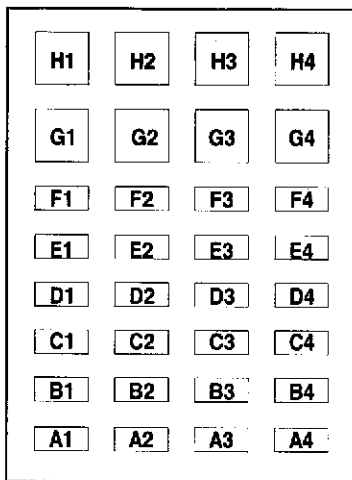 H1 H2 H3 H4
G1 G2 G3 G4
F1 F2 F3 F4
E1 E2 E3 E4
D1 D2 D3 D4
C1 C2 C3 C4
B1 B2 B3 B4
A1 A2 A3 A4